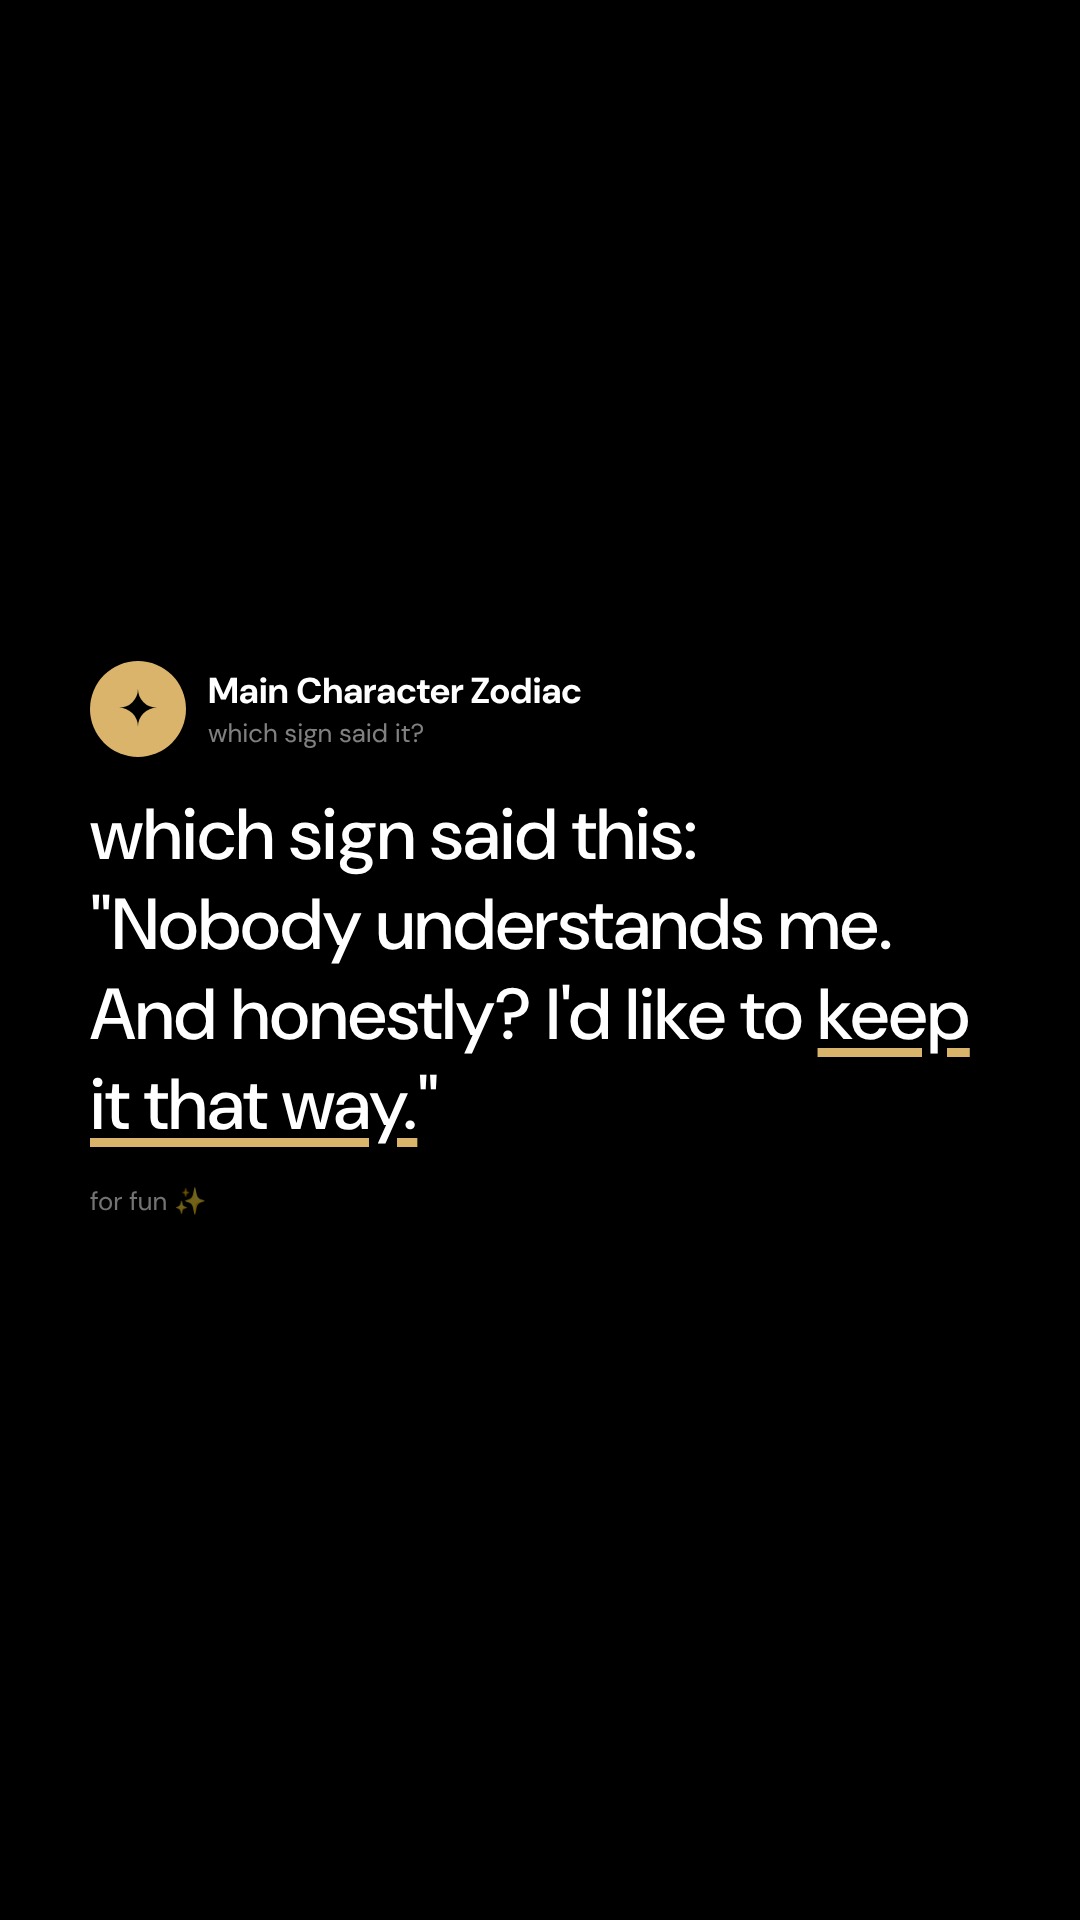 Main Character Zodiac
which sign said it?
which sign said this:
"Nobody understands me.
And honestly? I'd like to keep
it that way."
for fun ✨